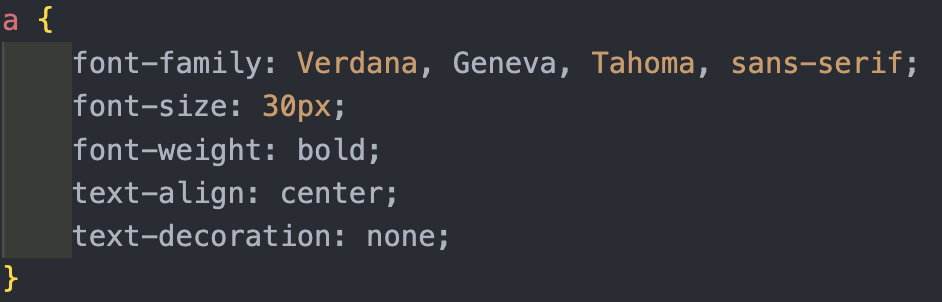 a {
font-family: Verdana, Geneva, Tahoma, sans-serif;
font-size: 30px;
font-weight: bold;
text-align: center;
text-decoration: none;
}